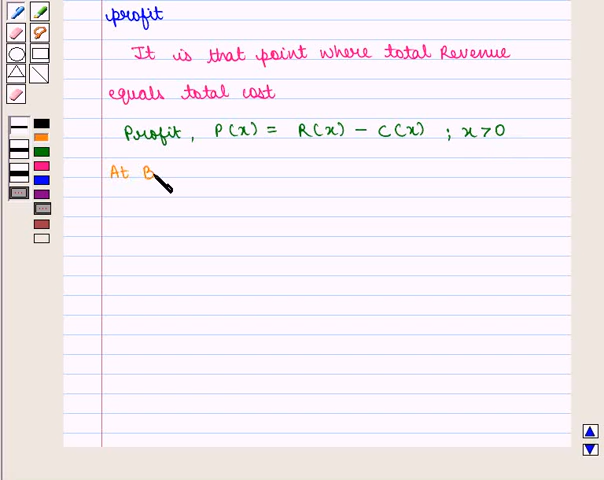 profit
It is that point where total Revenue
equals total cost
Profit, P(x) = R(x) - C(x) ; x>0
At B